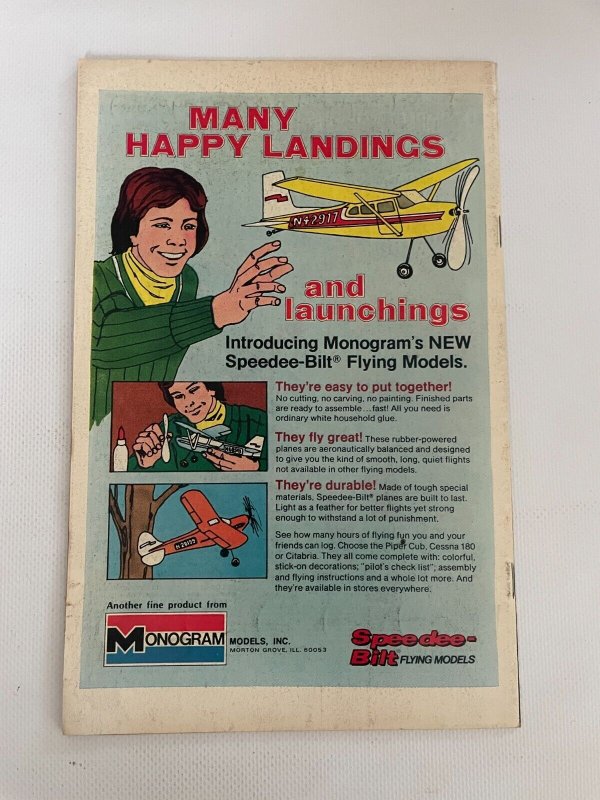 MANY
HAPPY LANDINGS
N42917
and
launchings
Introducing Monogram's NEW
Speedee-Bilt® Flying Models.
They're easy to put together!
No cutting, no carving, no painting. Finished parts
are ready to assemble...fast! All you need is
ordinary white household glue.
They fly great! These rubber-powered
planes are aeronautically balanced and designed
to give you the kind of smooth, long, quiet flights
not available in other flying models.
They're durable! Made of tough special
materials, Speedee-Bilt® planes are built to last.
Light as a feather for better flights yet strong
enough to withstand a lot of punishment.
See how many hours of flying fun you and your
friends can log. Choose the Piper Cub, Cessna 180
or Citabria. They all come complete with: colorful,
stick-on decorations; "pilot's check list"; assembly
and flying instructions and a whole lot more. And
they're available in stores everywhere.
Another fine product from
MONOGRAM MODELS, INC.
MORTON GROVE, ILL. 60053
Speedee-
Bilt FLYING MODELS